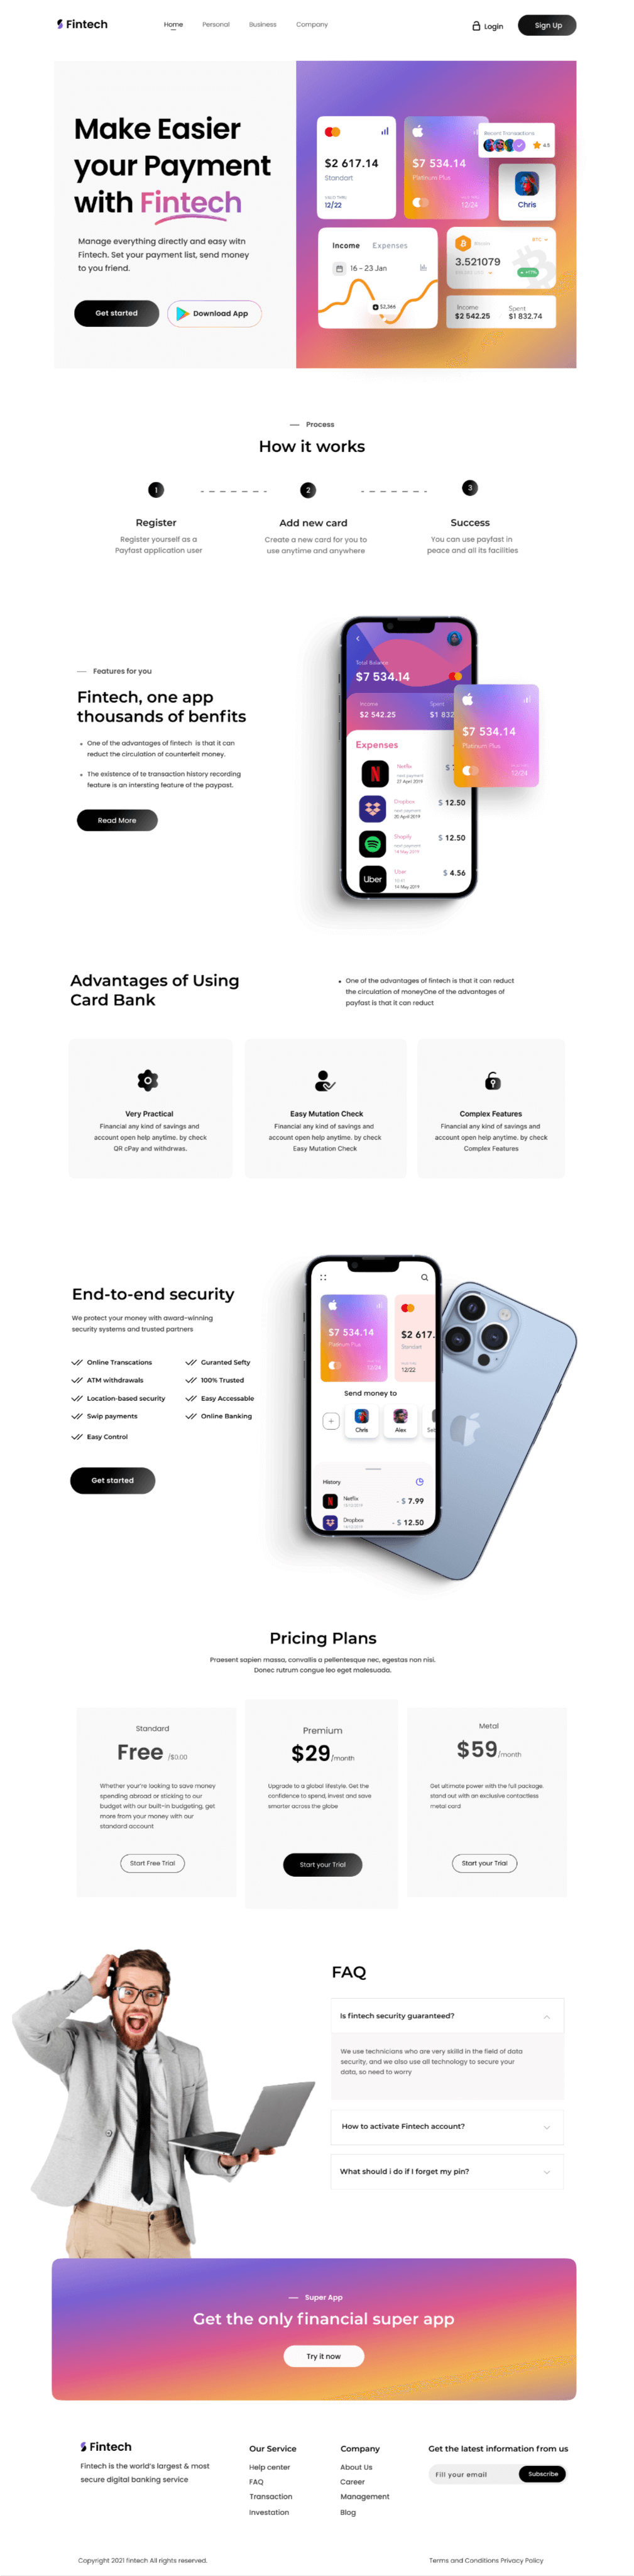 Fintech
Home Personal Business Company
Login
Sign Up
Make Easier
your Payment
with Fintech
Manage everything directly and easy witn
Fintech. Set your payment list, send money
to you friend.
Get started
Download App
$2 617.14
Standart
12/22
$7 534.14
Platinum Plus
12/24
Recent Transactions
4.5
Chris
Income Expenses
16 – 23 Jan
$2,366
Bitcoin
BTC
3.521079
Income Spent
$2 542.25 $1 832.74
Process
How it works
1
2
3
Register
Register yourself as a
Payfast application user
Add new card
Create a new card for you to
use anytime and anywhere
Success
You can use payfast in
peace and all its facilities
Features for you
Fintech, one app
thousands of benfits
One of the advantages of fintech is that it can
reduct the circulation of counterfeit money.
The existence of te transaction history recording
feature is an intersting feature of the paypast.
Read More
Total Balance
$7 534.14
Income Spent
$2 542.25 $1 832
Expenses
Netflix
next payment
27 April 2019
$
Dropbox
next payment
20 April 2019
$ 12.50
Shopify
next payment
14 May 2019
$ 12.50
Uber
Uber
14 May 2019
$ 4.56
$7 534.14
Platinum Plus
12/24
Advantages of Using
Card Bank
One of the advantages of fintech is that it can reduct
the circulation of moneyOne of the advantages of
payfast is that it can reduct
Very Practical
Financial any kind of savings and
account open help anytime. by check
QR cPay and withdrwas.
Easy Mutation Check
Financial any kind of savings and
account open help anytime. by check
Easy Mutation Check
Complex Features
Financial any kind of savings and
account open help anytime. by check
Complex Features
End-to-end security
We protect your money with award-winning
security systems and trusted partners
Online Transcations
Guranted Sefty
ATM withdrawals
100% Trusted
Location-based security
Easy Accessable
Swip payments
Online Banking
Easy Control
Get started
$7 534.14
Platinum Plus
12/24
$2 617.
Standart
12/22
Send money to
Chris
Alex
History
Netflix
- $ 7.99
Dropbox
- $ 12.50
Pricing Plans
Praesent sapien massa, convallis a pellentesque nec, egestas non nisi.
Donec rutrum congue leo eget malesuada.
Standard
Free /$0.00
Whether your're looking to save money
spending abroad or sticking to our
budget with our built-in budgeting, get
more from your money with our
standard account
Start Free Trial
Premium
$29 /month
Upgrade to a global lifestyle. Get the
confidence to spend, invest and save
smarter across the globe
Start your Trial
Metal
$59 /month
Get ultimate power with the full package.
stand out with an exclusive contactless
metal card
Start your Trial
FAQ
Is fintech security guaranteed?
We use technicians who are very skilld in the field of data
security, and we also use all technology to secure your
data, so need to worry
How to activate Fintech account?
What should i do if I forget my pin?
Super App
Get the only financial super app
Try it now
Fintech
Fintech is the world's largest & most
secure digital banking service
Our Service
Help center
FAQ
Transaction
Investation
Company
About Us
Career
Management
Blog
Get the latest information from us
Fill your email
Subscribe
Copyright 2021 fintech All rights reserved.
Terms and Conditions Privacy Policy